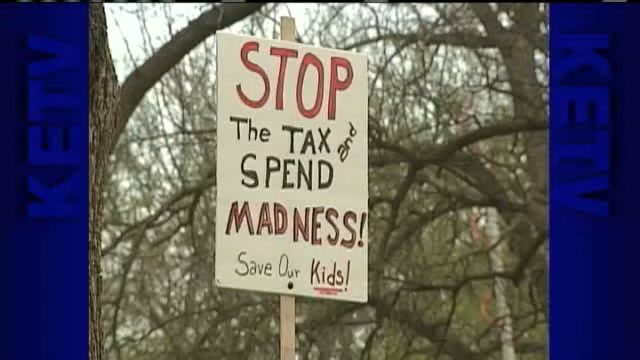 STOP
The TAX and
SPEND
MADNESS!
Save Our Kids!
KETV
KETV